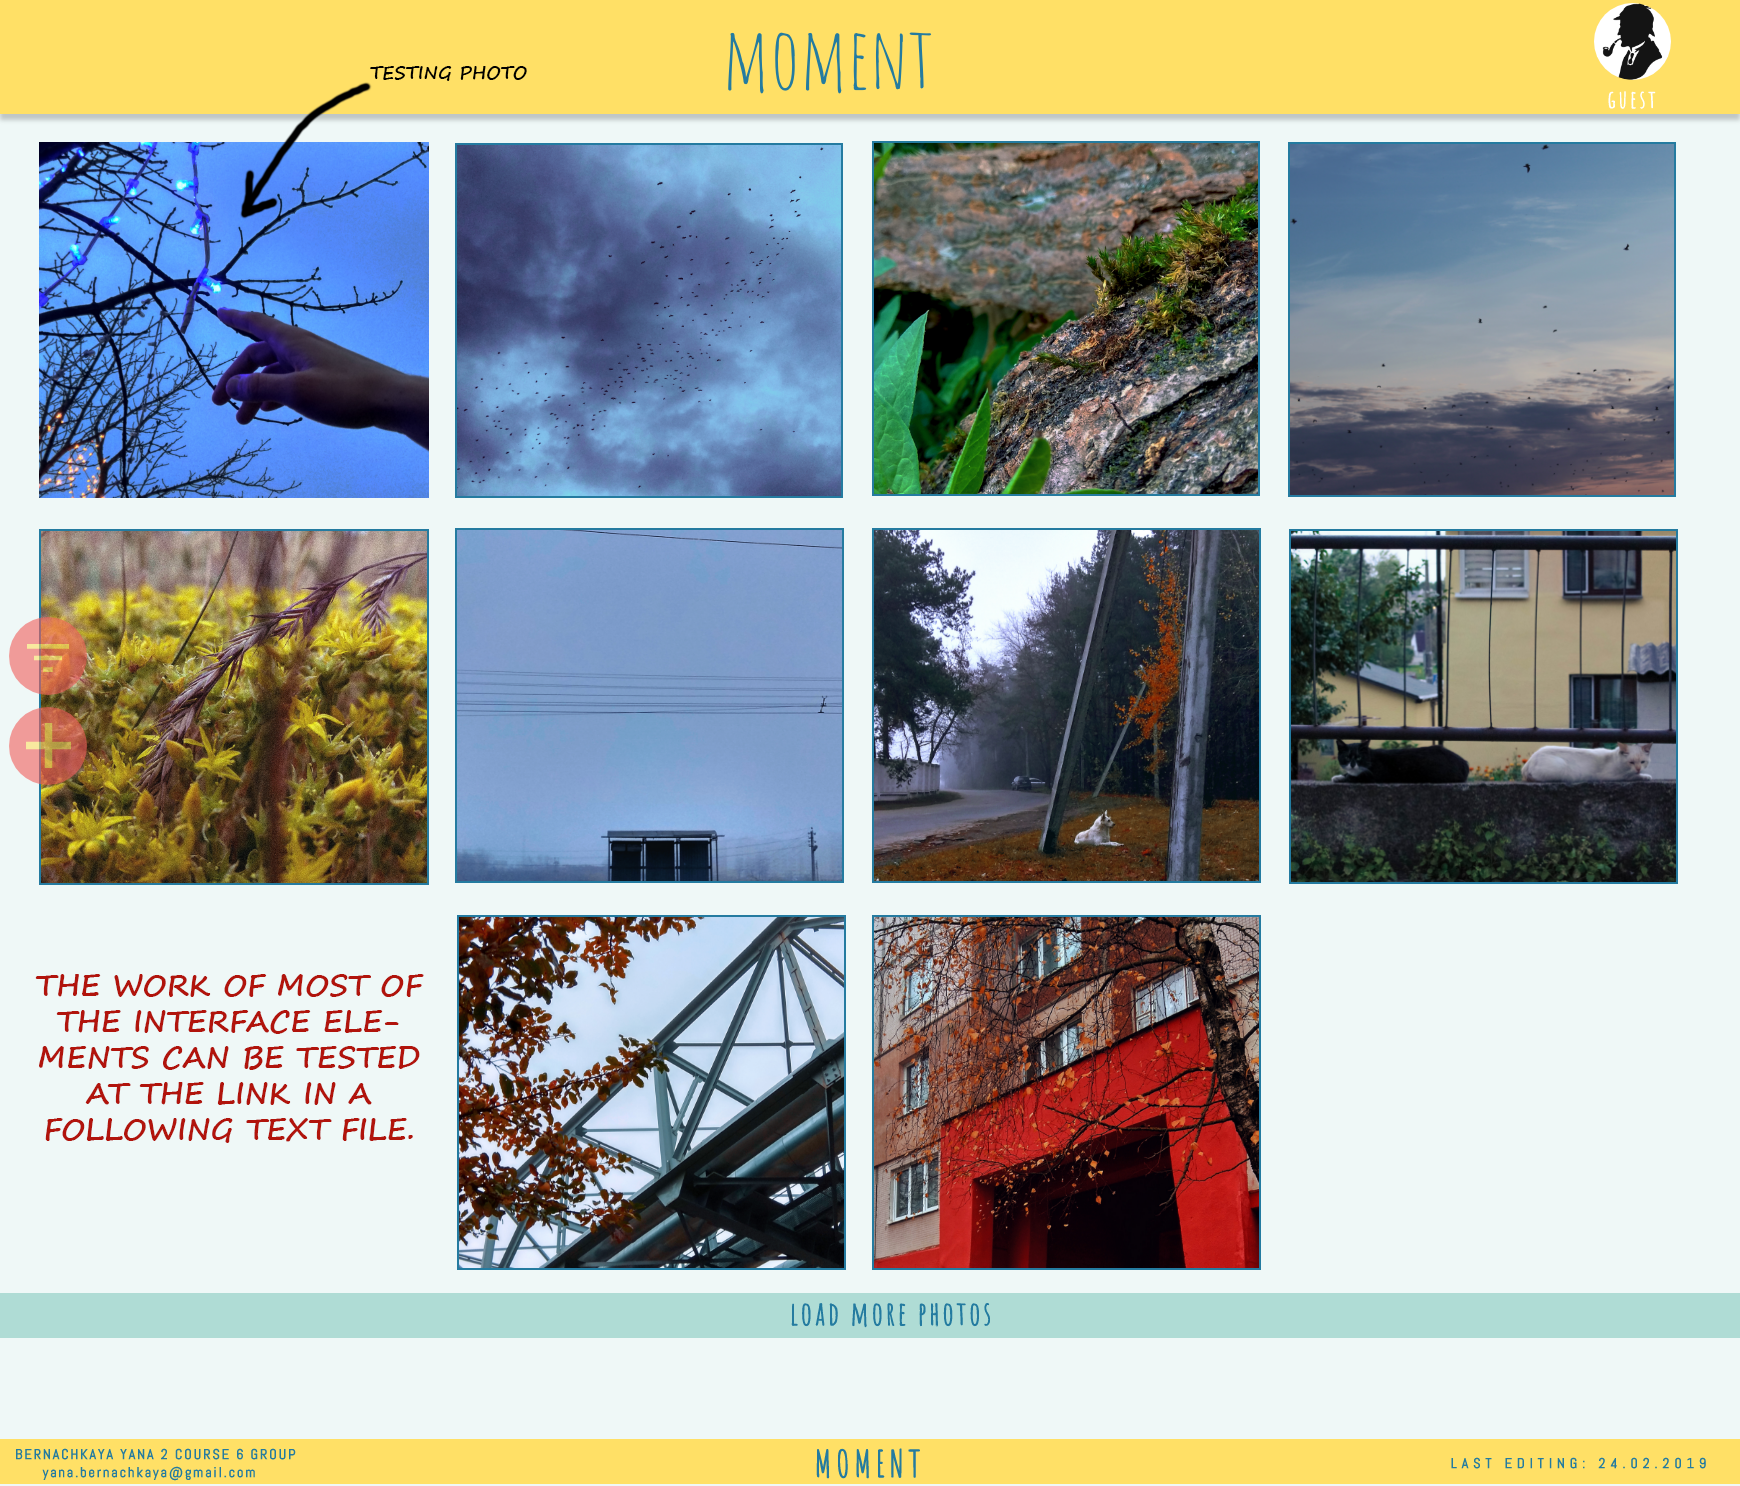 MOMENT
TESTING PHOTO
GUEST
THE WORK OF MOST OF
THE INTERFACE ELE-
MENTS CAN BE TESTED
AT THE LINK IN A
FOLLOWING TEXT FILE.
LOAD MORE PHOTOS
BERNACHKAYA YANA 2 COURSE 6 GROUP
yana.bernachkaya@gmail.com
MOMENT
LAST EDITING: 24.02.2019